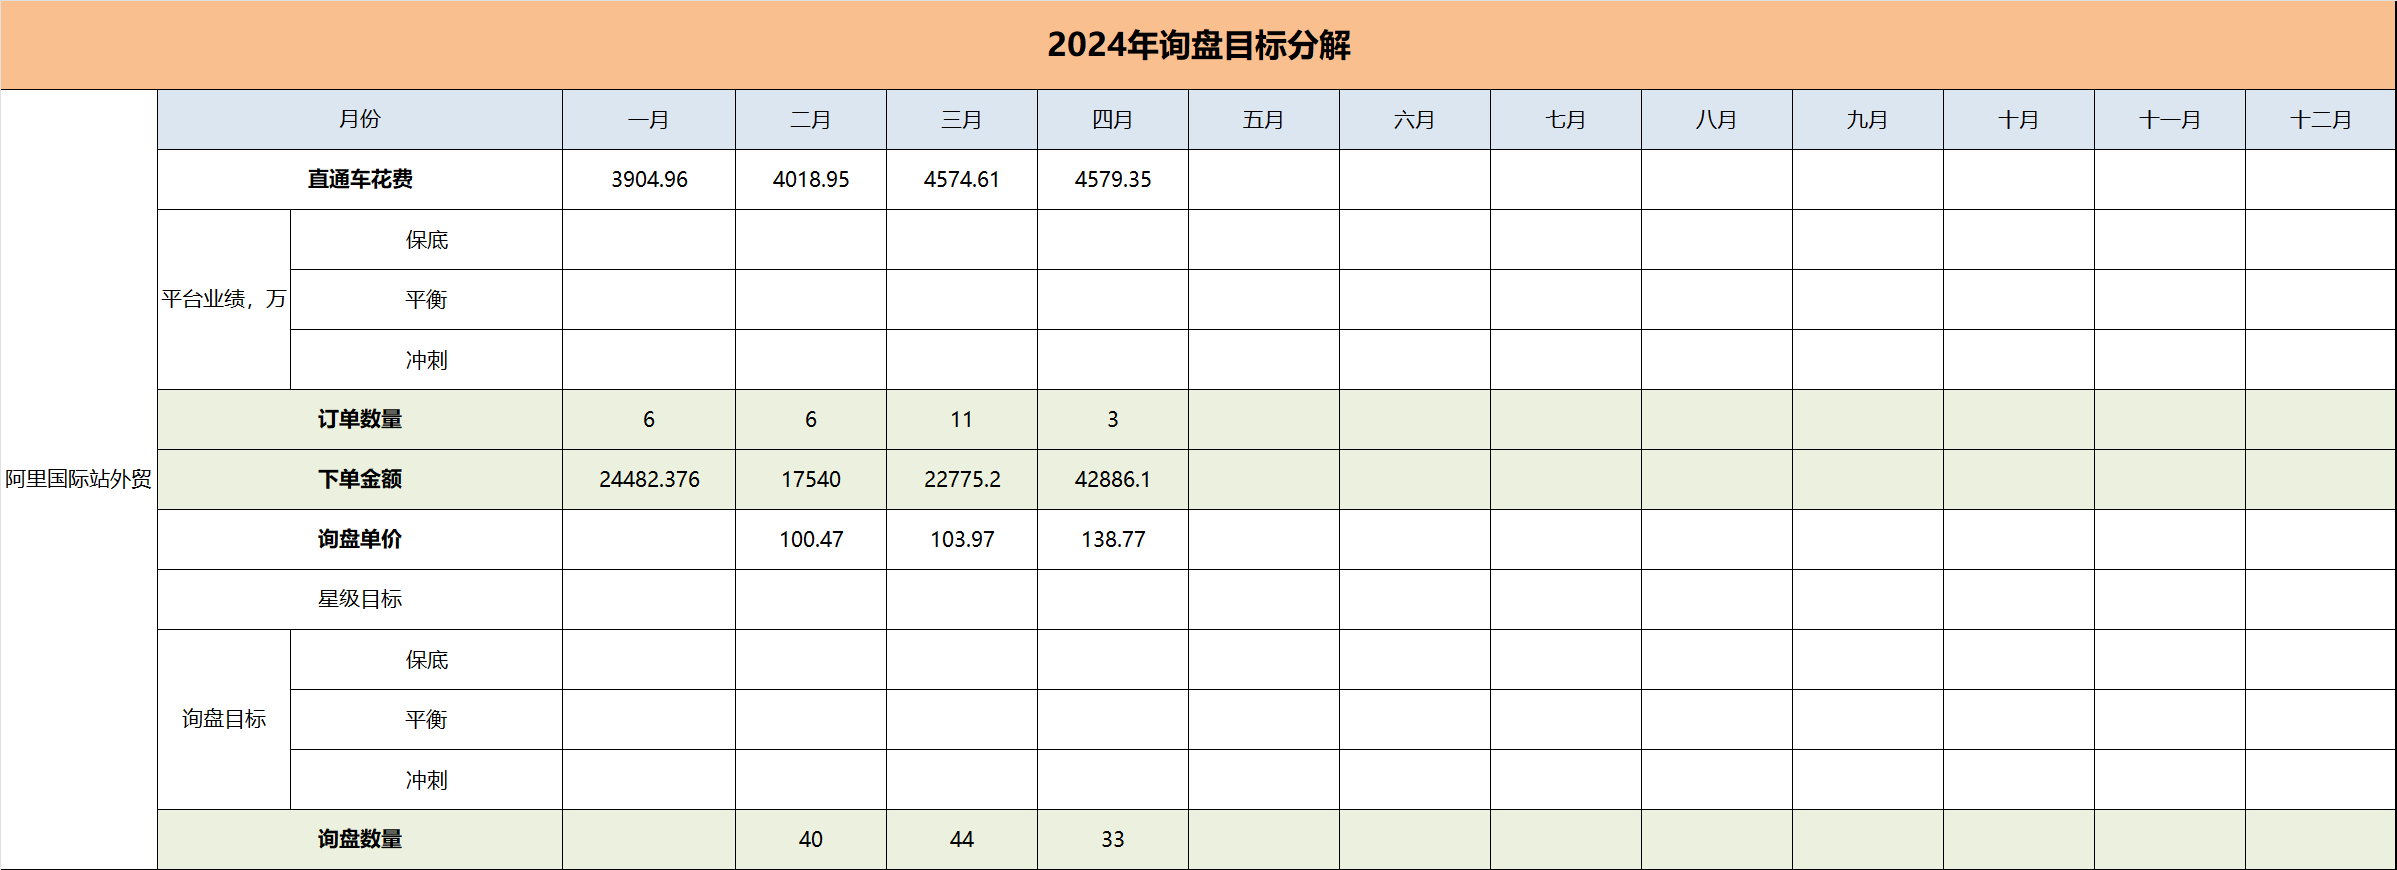 2024年询盘目标分解
月份 一月 二月 三月 四月 五月 六月 七月 八月 九月 十月 十一月 十二月
直通车花费 3904.96 4018.95 4574.61 4579.35
保底
平台业绩，万 平衡
冲刺
订单数量 6 6 11 3
阿里国际站外贸 下单金额 24482.376 17540 22775.2 42886.1
询盘单价 100.47 103.97 138.77
星级目标
保底
询盘目标 平衡
冲刺
询盘数量 40 44 33